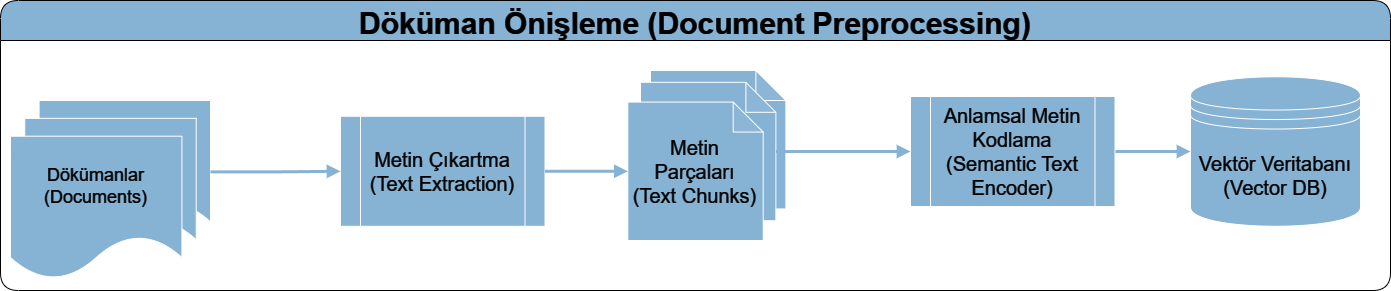 Döküman Önişleme (Document Preprocessing)
Dökümanlar
(Documents)
Metin Çıkartma
(Text Extraction)
Metin
Parçaları
(Text Chunks)
Anlamsal Metin
Kodlama
(Semantic Text
Encoder)
Vektör Veritabanı
(Vector DB)